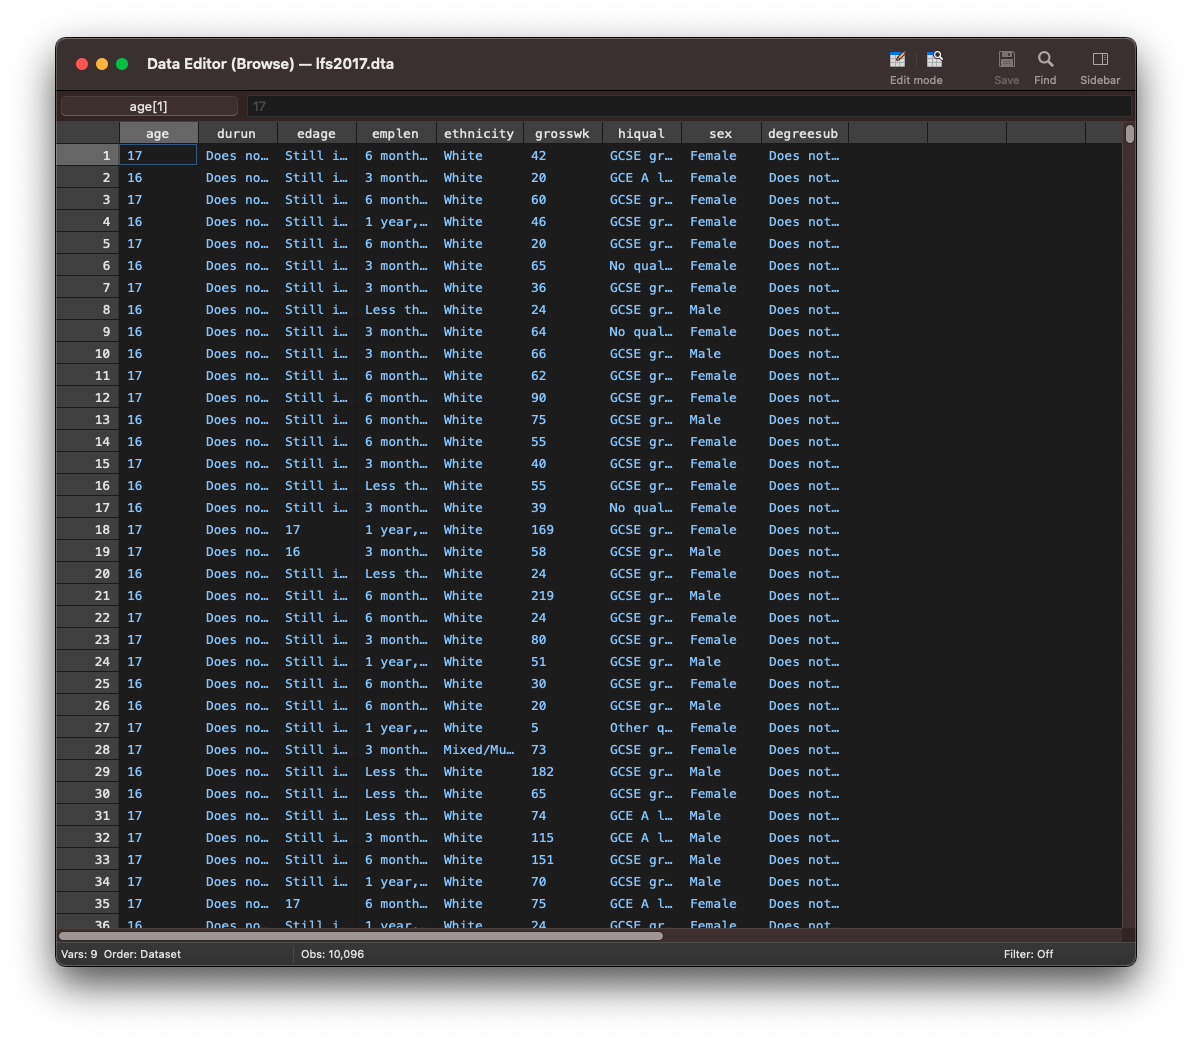 Data Editor (Browse) — lfs2017.dta
Edit mode Save Find Sidebar
age[1] 17
age durun edage emplen ethnicity grosswk hiqual sex degreesub
1 17 Does no… Still i… 6 month… White 42 GCSE gr… Female Does not…
2 16 Does no… Still i… 3 month… White 20 GCE A l… Female Does not…
3 17 Does no… Still i… 6 month… White 60 GCSE gr… Female Does not…
4 16 Does no… Still i… 1 year,… White 46 GCSE gr… Female Does not…
5 17 Does no… Still i… 6 month… White 20 GCSE gr… Female Does not…
6 16 Does no… Still i… 3 month… White 65 No qual… Female Does not…
7 17 Does no… Still i… 3 month… White 36 GCSE gr… Female Does not…
8 16 Does no… Still i… Less th… White 24 GCSE gr… Male Does not…
9 16 Does no… Still i… 3 month… White 64 No qual… Female Does not…
10 16 Does no… Still i… 3 month… White 66 GCSE gr… Male Does not…
11 17 Does no… Still i… 6 month… White 62 GCSE gr… Female Does not…
12 17 Does no… Still i… 6 month… White 90 GCSE gr… Female Does not…
13 16 Does no… Still i… 6 month… White 75 GCSE gr… Male Does not…
14 16 Does no… Still i… 6 month… White 55 GCSE gr… Female Does not…
15 17 Does no… Still i… 3 month… White 40 GCSE gr… Female Does not…
16 16 Does no… Still i… Less th… White 55 GCSE gr… Female Does not…
17 16 Does no… Still i… 3 month… White 39 No qual… Female Does not…
18 17 Does no… 17 1 year,… White 169 GCSE gr… Female Does not…
19 17 Does no… 16 3 month… White 58 GCSE gr… Male Does not…
20 16 Does no… Still i… Less th… White 24 GCSE gr… Female Does not…
21 16 Does no… Still i… 6 month… White 219 GCSE gr… Male Does not…
22 17 Does no… Still i… 6 month… White 24 GCSE gr… Female Does not…
23 17 Does no… Still i… 3 month… White 80 GCSE gr… Female Does not…
24 17 Does no… Still i… 1 year,… White 51 GCSE gr… Male Does not…
25 16 Does no… Still i… 6 month… White 30 GCSE gr… Female Does not…
26 16 Does no… Still i… 6 month… White 20 GCSE gr… Male Does not…
27 17 Does no… Still i… 1 year,… White 5 Other q… Female Does not…
28 17 Does no… Still i… 3 month… Mixed/Mu… 73 GCSE gr… Female Does not…
29 16 Does no… Still i… Less th… White 182 GCSE gr… Male Does not…
30 16 Does no… Still i… Less th… White 65 GCSE gr… Female Does not…
31 17 Does no… Still i… Less th… White 74 GCE A l… Male Does not…
32 17 Does no… Still i… 3 month… White 115 GCE A l… Male Does not…
33 17 Does no… Still i… 6 month… White 151 GCSE gr… Male Does not…
34 17 Does no… Still i… 1 year,… White 70 GCSE gr… Male Does not…
35 17 Does no… 17 6 month… White 75 GCE A l… Female Does not…
36 16 Does no… Still i… 1 year,… White 24 GCSE gr… Female Does not…
Vars: 9 Order: Dataset Obs: 10,096 Filter: Off